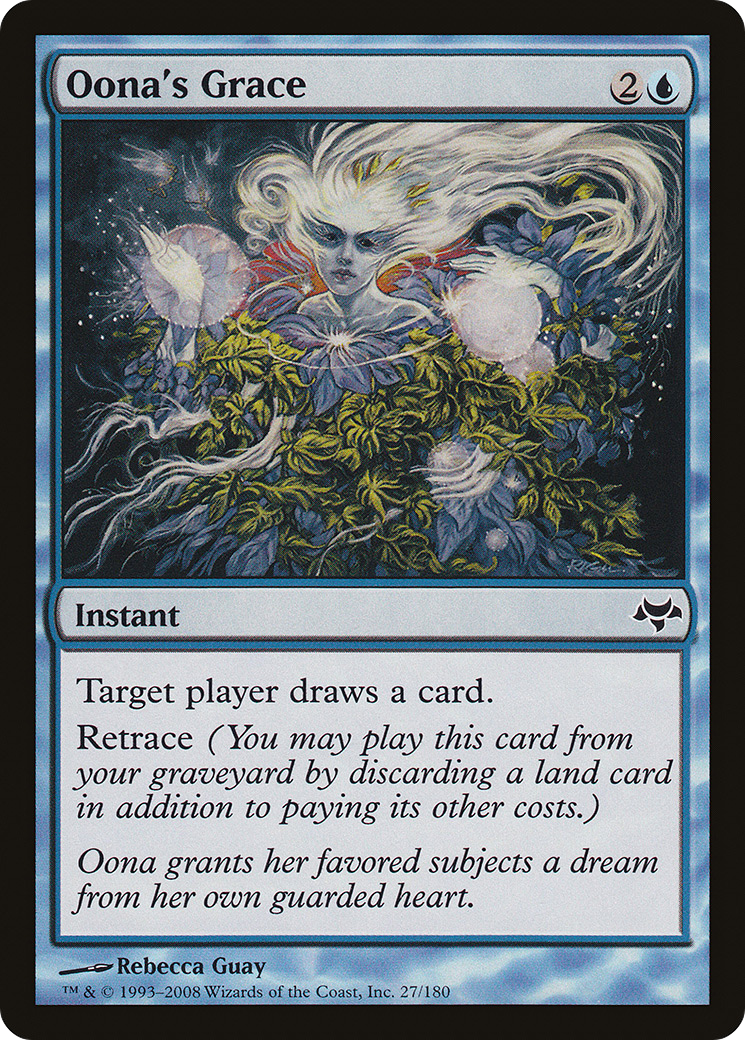 Oona's Grace 2
Instant
Target player draws a card.
Retrace (You may play this card from
your graveyard by discarding a land card
in addition to paying its other costs.)
Oona grants her favored subjects a dream
from her own guarded heart.
Rebecca Guay
™ & © 1993–2008 Wizards of the Coast, Inc. 27/180